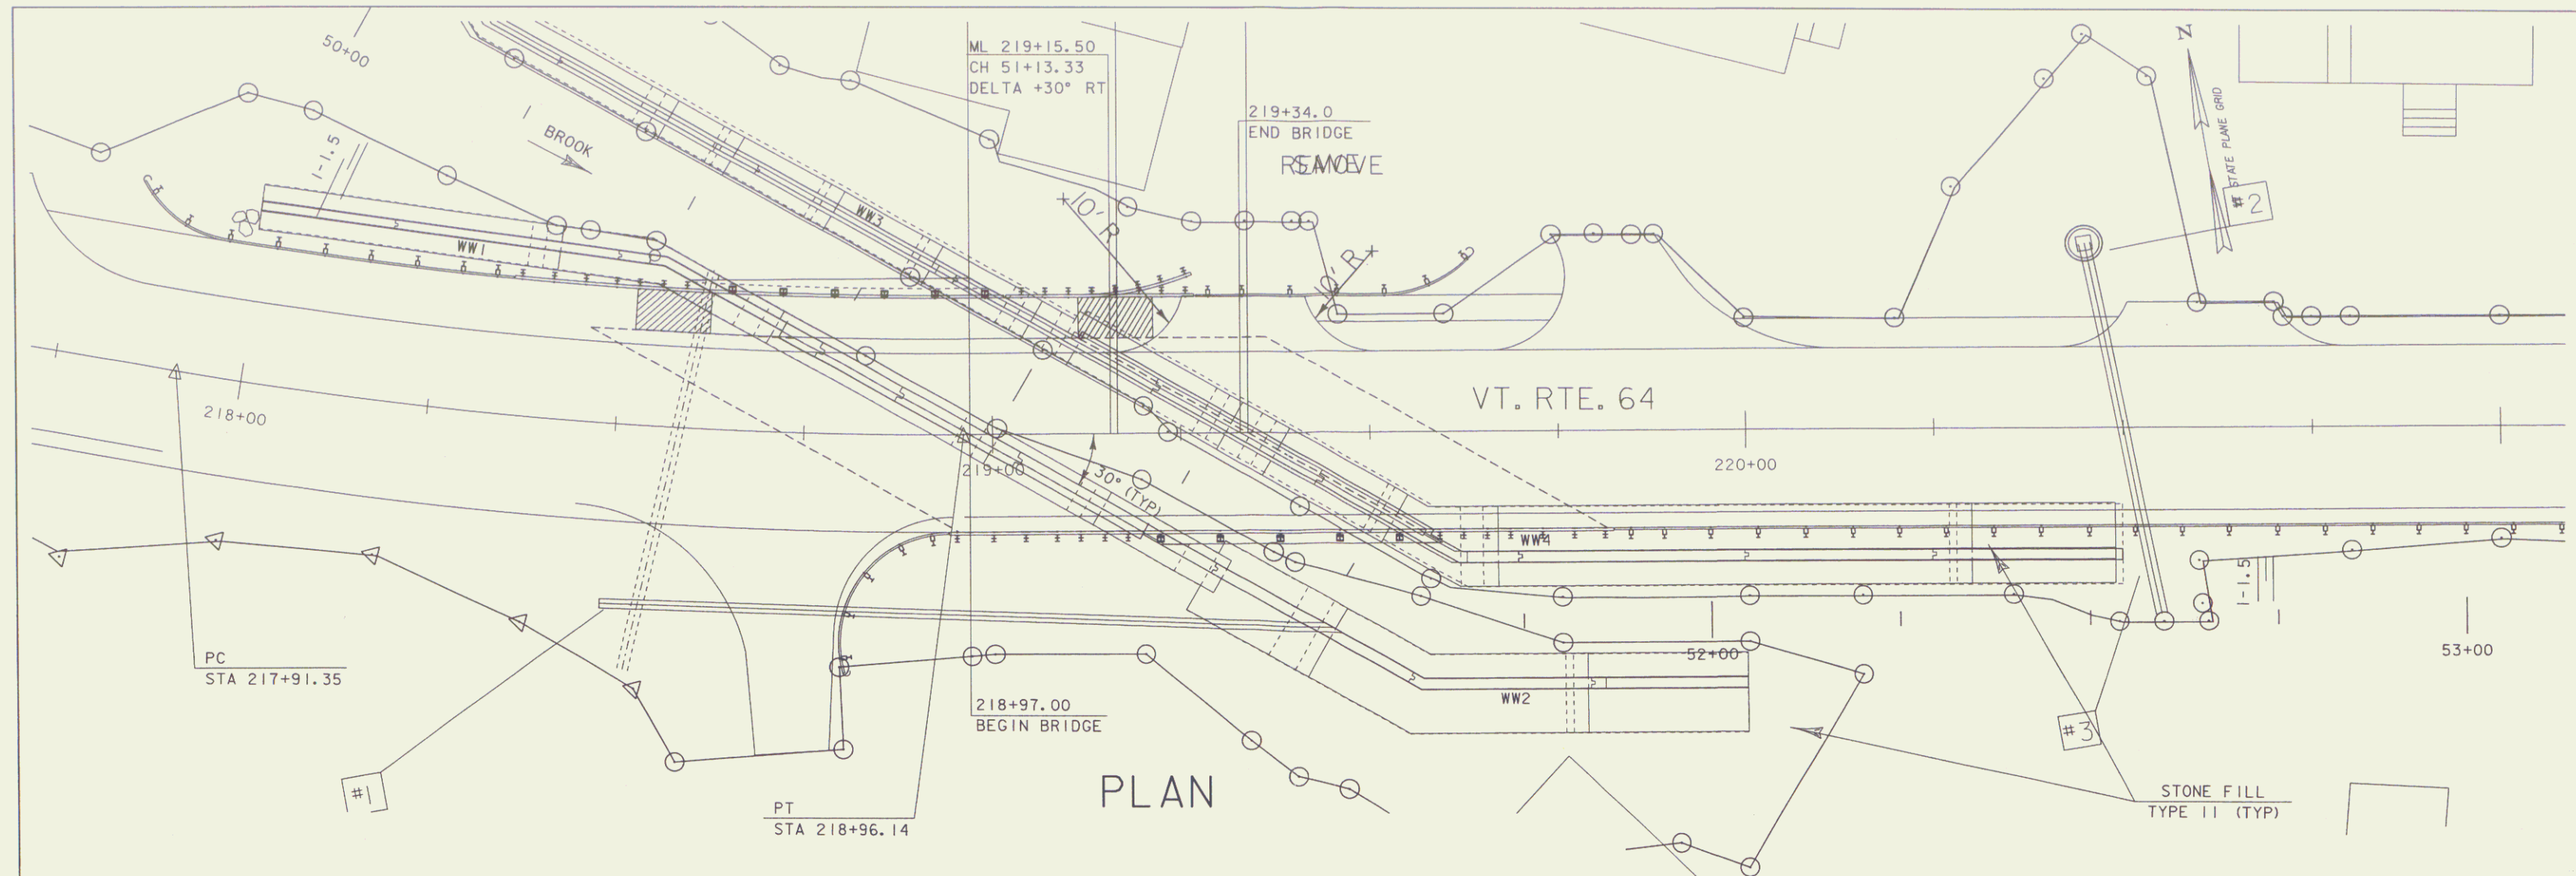 50+00
ML 219+15.50
CH 51+13.33
DELTA +30° RT
219+34.0
END BRIDGE
REMOVE
N
STATE PLANE GRID
#2
BROOK
1-1.5
WW3
10' R
10' R
WW1
218+00
VT. RTE. 64
219+00
30° (TYP)
220+00
WW4
1-1.5
52+00
53+00
PC
STA 217+91.35
WW2
218+97.00
BEGIN BRIDGE
#3
#1
PLAN
PT
STA 218+96.14
STONE FILL
TYPE II (TYP)